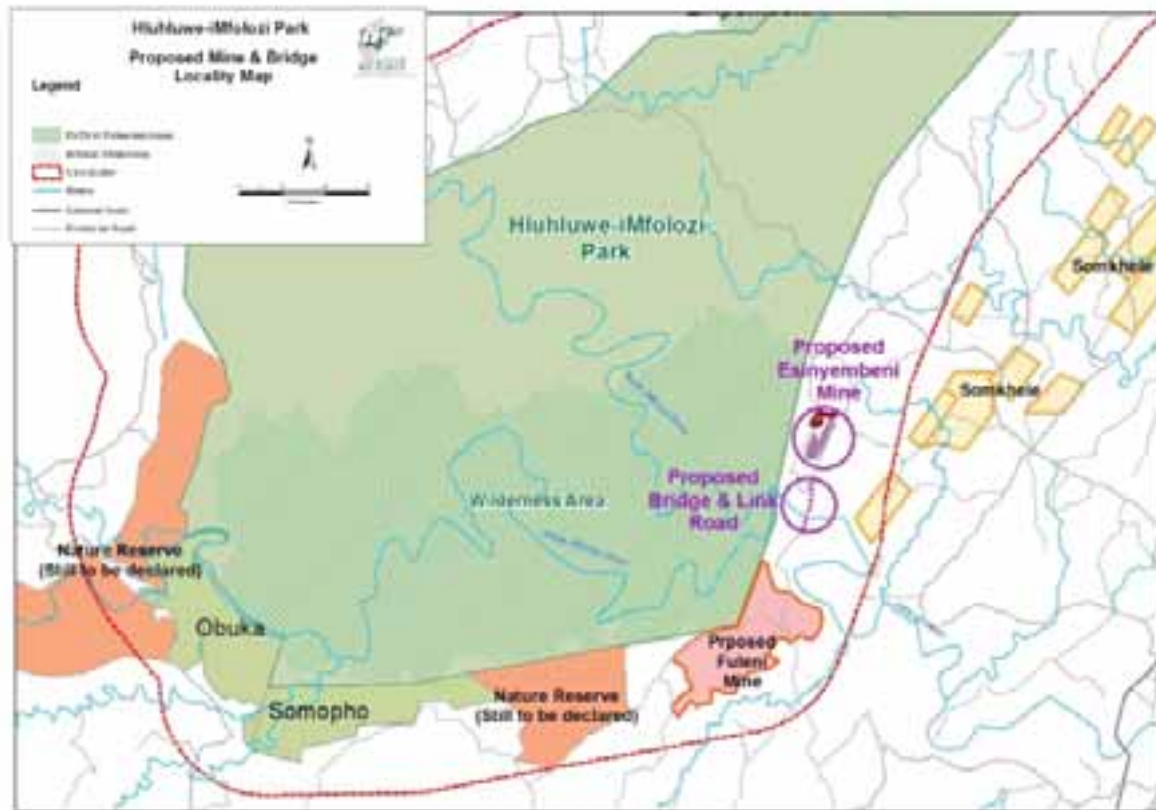 Hluhluwe-iMfolozi Park
Proposed Mine & Bridge
Locality Map
Legend
Rivers
Hluhluwe-iMfolozi
Park
Somkhele
Proposed
Esinyembeni
Mine
Somkhele
Wilderness Area
Proposed
Bridge & Link
Road
Nature Reserve
(Still to be declared)
Obuka
Prposed
Fuleni
Mine
Nature Reserve
(Still to be declared)
Somopho